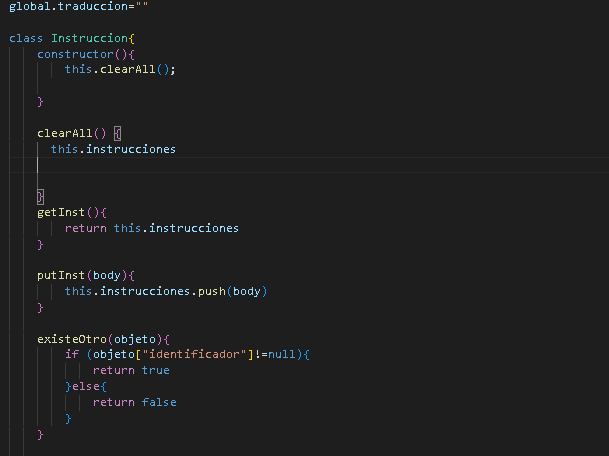 global.traduccion=""
class Instruccion{
constructor(){
this.clearAll();
}
clearAll() {
this.instrucciones
}
getInst(){
return this.instrucciones
}
putInst(body){
this.instrucciones.push(body)
}
existeOtro(objeto){
if (objeto["identificador"]!=null){
return true
}else{
return false
}
}